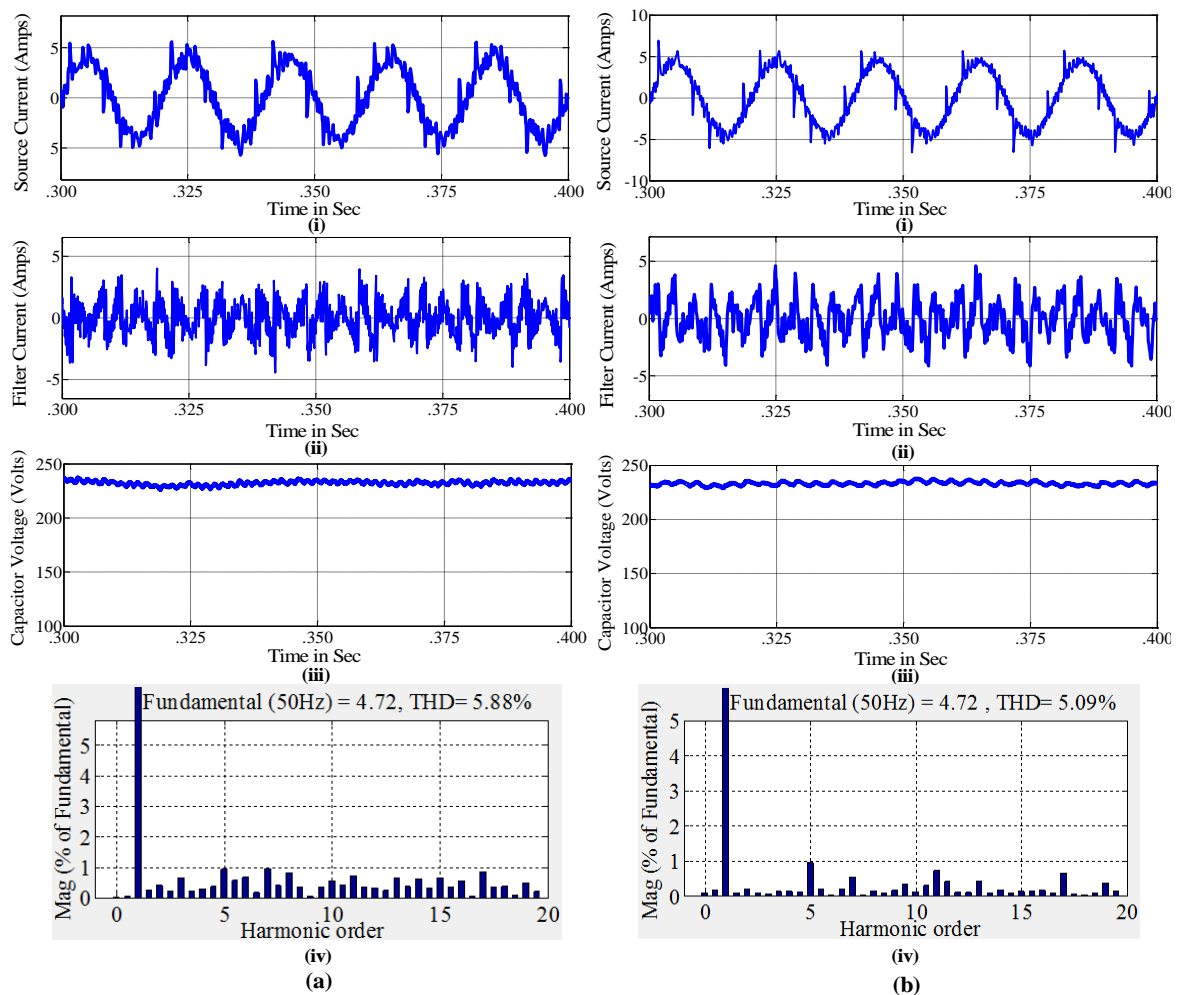 Source Current (Amps)
5
0
5
.300 .325 .350 .375 .400
Time in Sec
(i)
Filter Current (Amps)
5
0
-5
.300 .325 .350 .375 .400
Time in Sec
(ii)
Capacitor Voltage (Volts)
250
200
150
100
.300 .325 .350 .375 .400
Time in Sec
(iii)
Fundamental (50Hz) = 4.72, THD= 5.88%
Mag (% of Fundamental)
5
4
3
2
1
0
0 5 10 15 20
Harmonic order
(iv)
(a)
Source Current (Amps)
10
5
0
-5
-10
.300 .325 .350 .375 .400
Time in Sec
(i)
Filter Current (Amps)
5
0
-5
.300 .325 .350 .375 .400
Time in Sec
(ii)
Capacitor Voltage (Volts)
250
200
150
100
.300 .325 .350 .375 .400
Time in Sec
(iii)
Fundamental (50Hz) = 4.72 , THD= 5.09%
Mag (% of Fundamental)
5
4
3
2
1
0
0 5 10 15 20
Harmonic order
(iv)
(b)